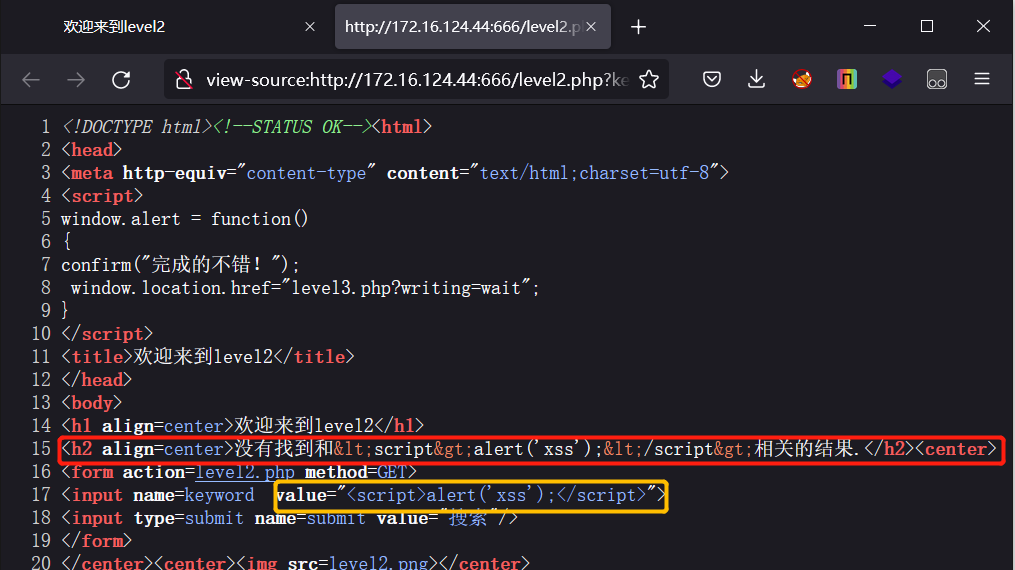 欢迎来到level2
http://172.16.124.44:666/level2.p
view-source:http://172.16.124.44:666/level2.php?ke
1 <!DOCTYPE html><!--STATUS OK--><html>
2 <head>
3 <meta http-equiv="content-type" content="text/html;charset=utf-8">
4 <script>
5 window.alert = function()
6 {
7 confirm("完成的不错！");
8  window.location.href="level3.php?writing=wait";
9 }
10 </script>
11 <title>欢迎来到level2</title>
12 </head>
13 <body>
14 <h1 align=center>欢迎来到level2</h1>
15 <h2 align=center>没有找到和&lt;script&gt;alert('xss');&lt;/script&gt;相关的结果.</h2><center>
16 <form action=level2.php method=GET>
17 <input name=keyword  value="<script>alert('xss');</script>">
18 <input type=submit name=submit value="搜索"/>
19 </form>
20 </center><center><img src=level2.png></center>